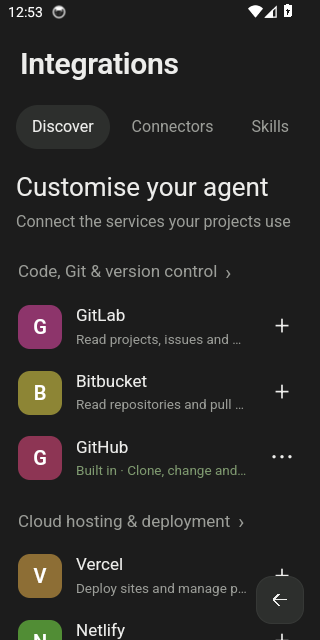 12:53
Integrations
Discover
Connectors
Skills
Customise your agent
Connect the services your projects use
Code, Git & version control ›
G
GitLab
Read projects, issues and ...
B
Bitbucket
Read repositories and pull ...
G
GitHub
Built in · Clone, change and...
Cloud hosting & deployment ›
V
Vercel
Deploy sites and manage p...
N
Netlify